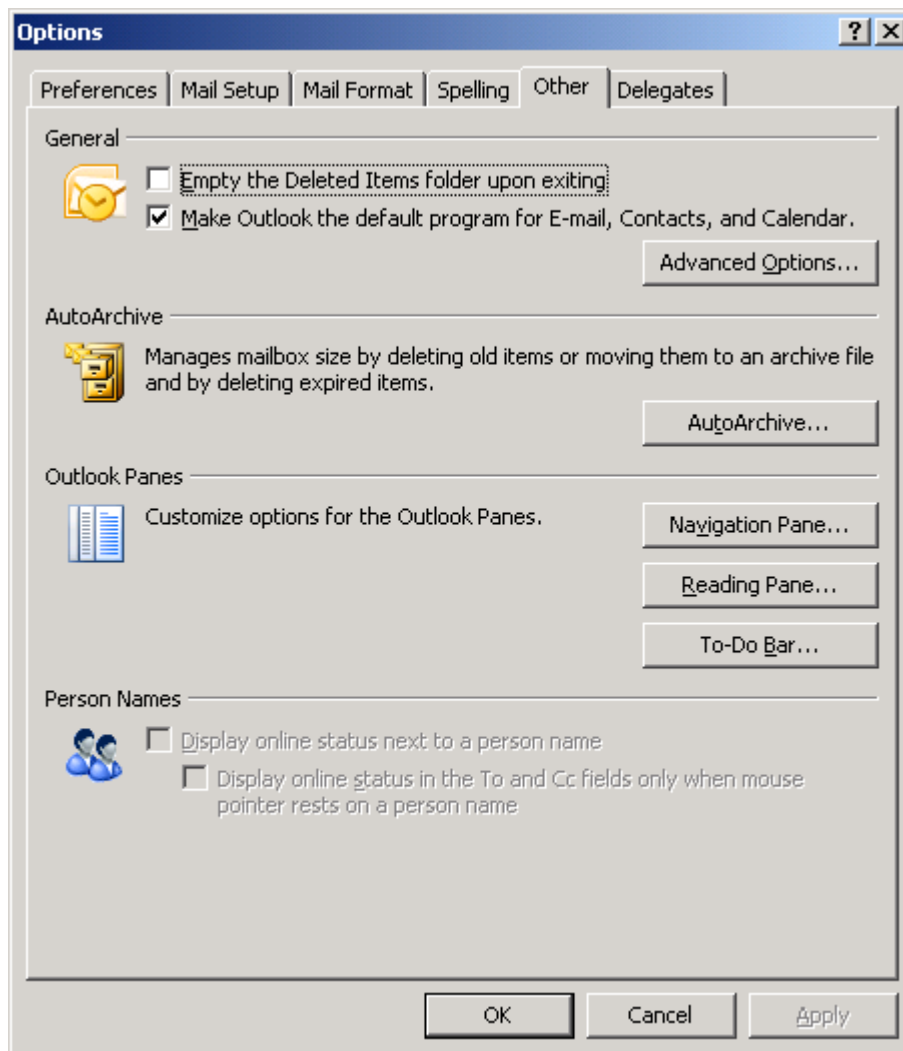 Options
Preferences Mail Setup Mail Format Spelling Other Delegates
General
Empty the Deleted Items folder upon exiting
Make Outlook the default program for E-mail, Contacts, and Calendar.
Advanced Options...
AutoArchive
Manages mailbox size by deleting old items or moving them to an archive file
and by deleting expired items.
AutoArchive...
Outlook Panes
Customize options for the Outlook Panes.
Navigation Pane...
Reading Pane...
To-Do Bar...
Person Names
Display online status next to a person name
Display online status in the To and Cc fields only when mouse
pointer rests on a person name
OK Cancel Apply